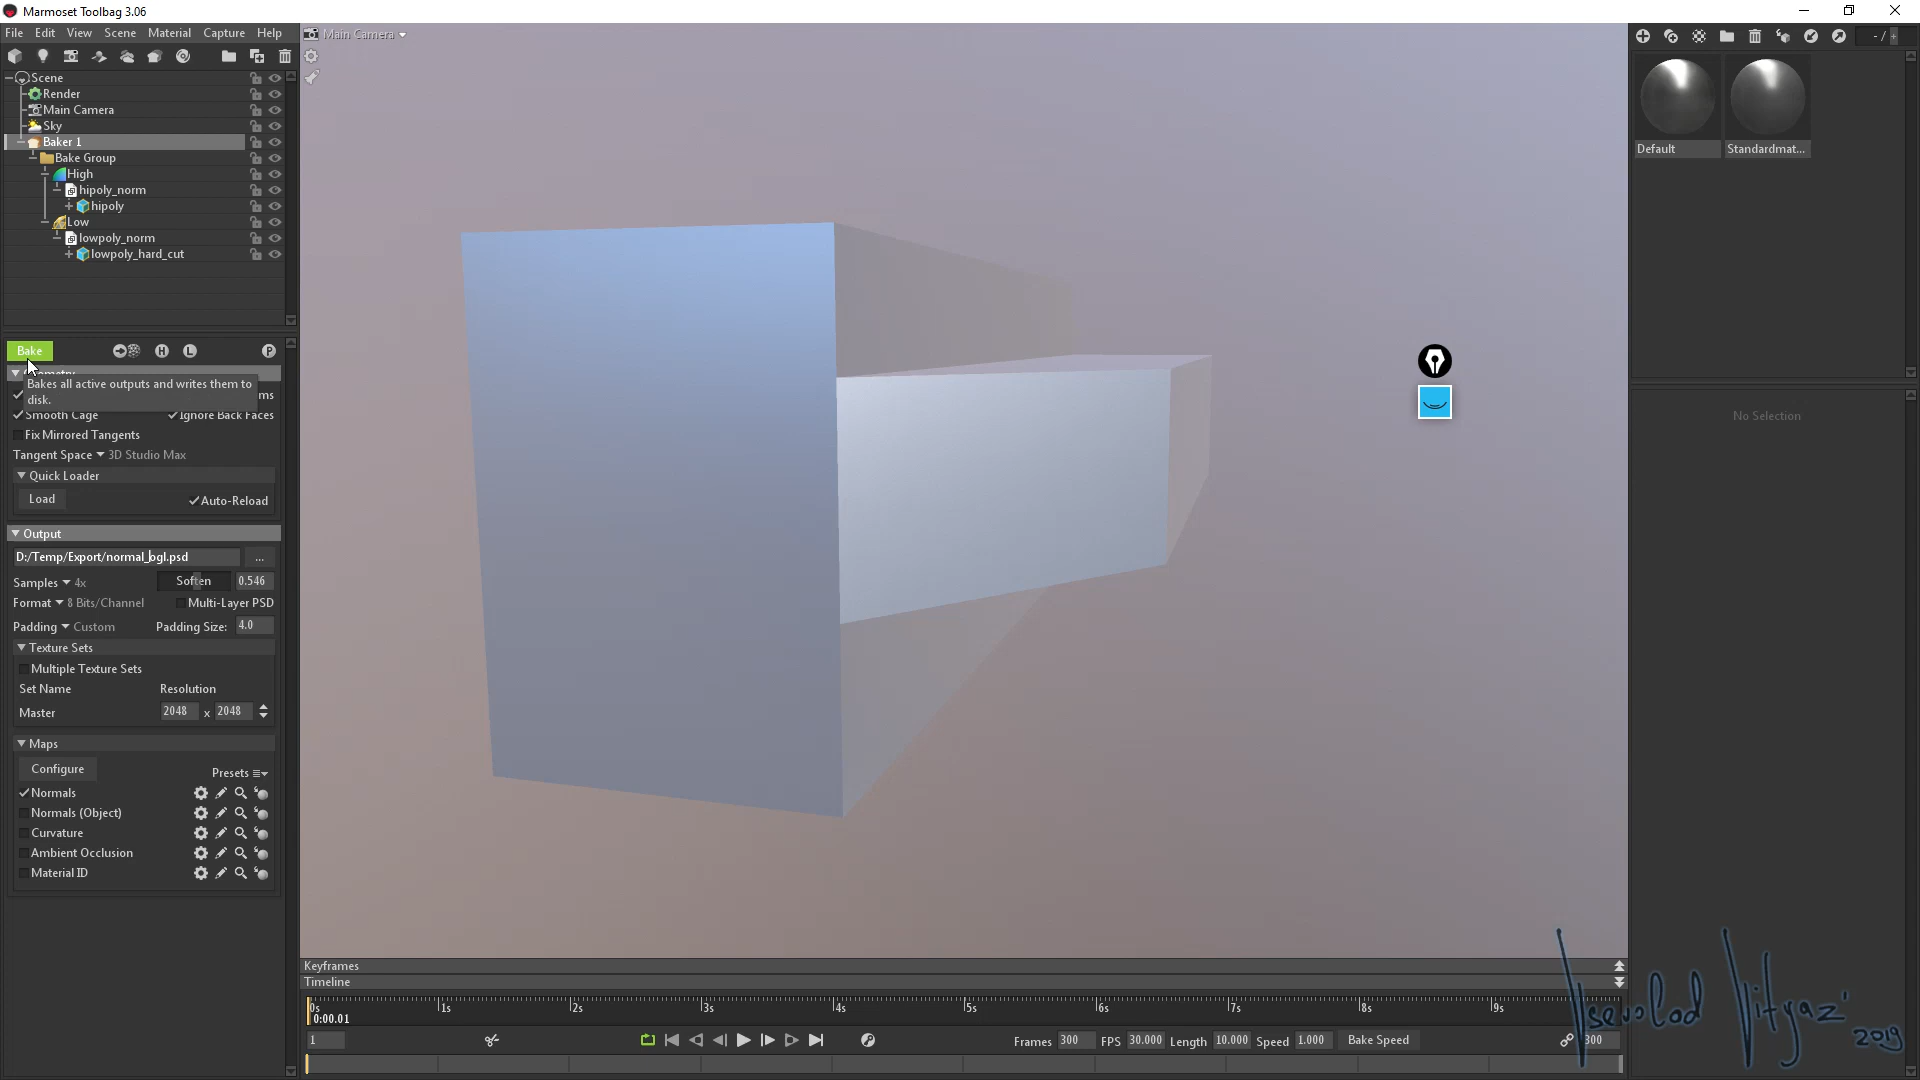 Marmoset Toolbag 3.06
File Edit View Scene Material Capture Help
Main Camera
- / +
Scene
Render
Main Camera
Sky
Baker 1
Bake Group
High
hipoly_norm
hipoly
Low
lowpoly_norm
lowpoly_hard_cut
Default
Standardmat...
Bake
H
L
P
Bakes all active outputs and writes them to
disk.
Smooth Cage
Ignore Back Faces
Fix Mirrored Tangents
Tangent Space 3D Studio Max
Quick Loader
Load
Auto-Reload
No Selection
Output
D:/Temp/Export/normal_ogl.psd
...
Samples 4x
Soften 0.546
Format 8 Bits/Channel
Multi-Layer PSD
Padding Custom
Padding Size: 4.0
Texture Sets
Multiple Texture Sets
Set Name Resolution
Master 2048 x 2048
Maps
Configure
Presets
Normals
Normals (Object)
Curvature
Ambient Occlusion
Material ID
Keyframes
Timeline
0s 1s 2s 3s 4s 5s 6s 7s 8s 9s
0:00.01
1
Frames 300 FPS 30.000 Length 10.000 Speed 1.000 Bake Speed
300
Vsevolod Vityaz' 2019